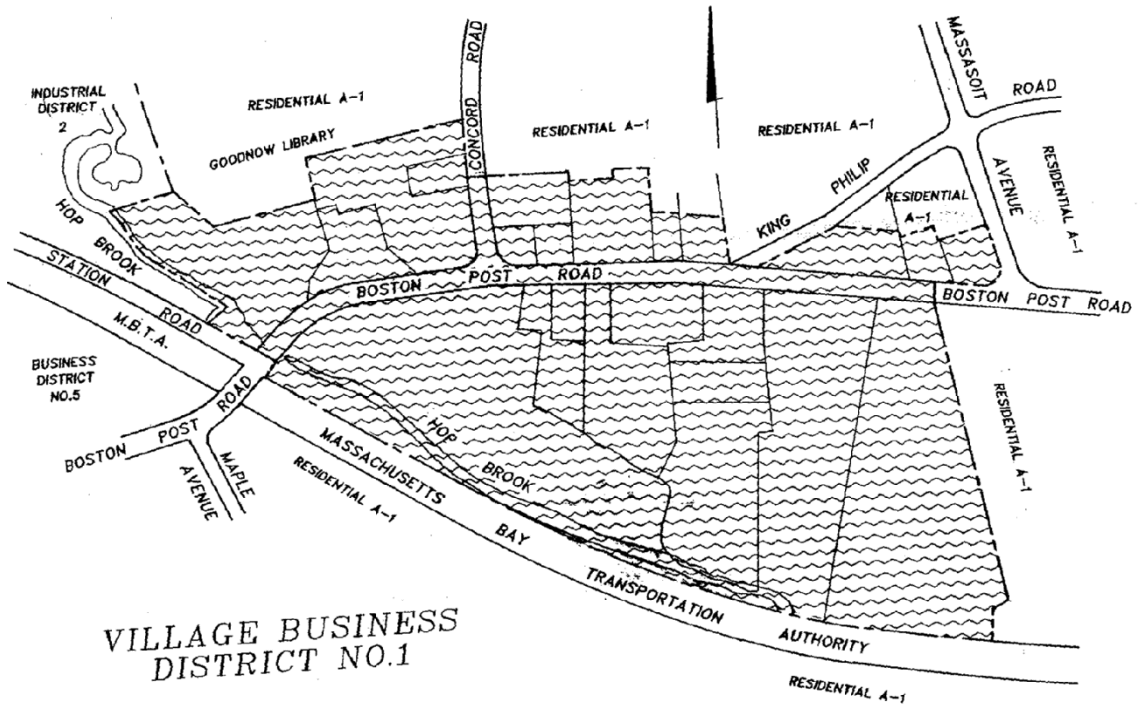 INDUSTRIAL
DISTRICT
2
RESIDENTIAL A-1
GOODNOW LIBRARY
CONCORD ROAD
RESIDENTIAL A-1
RESIDENTIAL A-1
MASSASOIT
AVENUE
ROAD
KING PHILIP
RESIDENTIAL
A-1
RESIDENTIAL A-1
HOP BROOK
STATION ROAD
M.B.T.A.
BOSTON POST ROAD
BOSTON POST ROAD
BUSINESS
DISTRICT
NO.5
BOSTON POST ROAD
MAPLE
AVENUE
HOP BROOK
RESIDENTIAL A-1
MASSACHUSETTS BAY TRANSPORTATION AUTHORITY
RESIDENTIAL A-1
RESIDENTIAL A-1
VILLAGE BUSINESS
DISTRICT NO.1